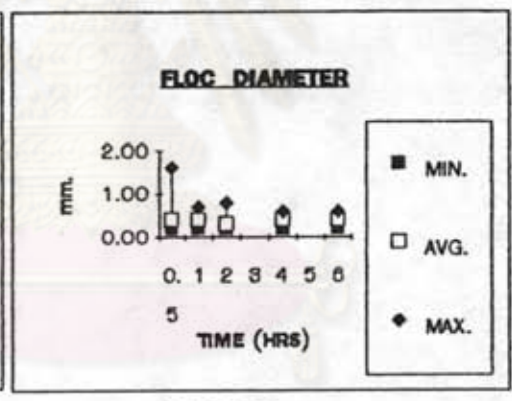 FLOC DIAMETER
2.00
1.00
0.00
mm.
0. 1 2 3 4 5 6
5
TIME (HRS)
MIN.
AVG.
MAX.